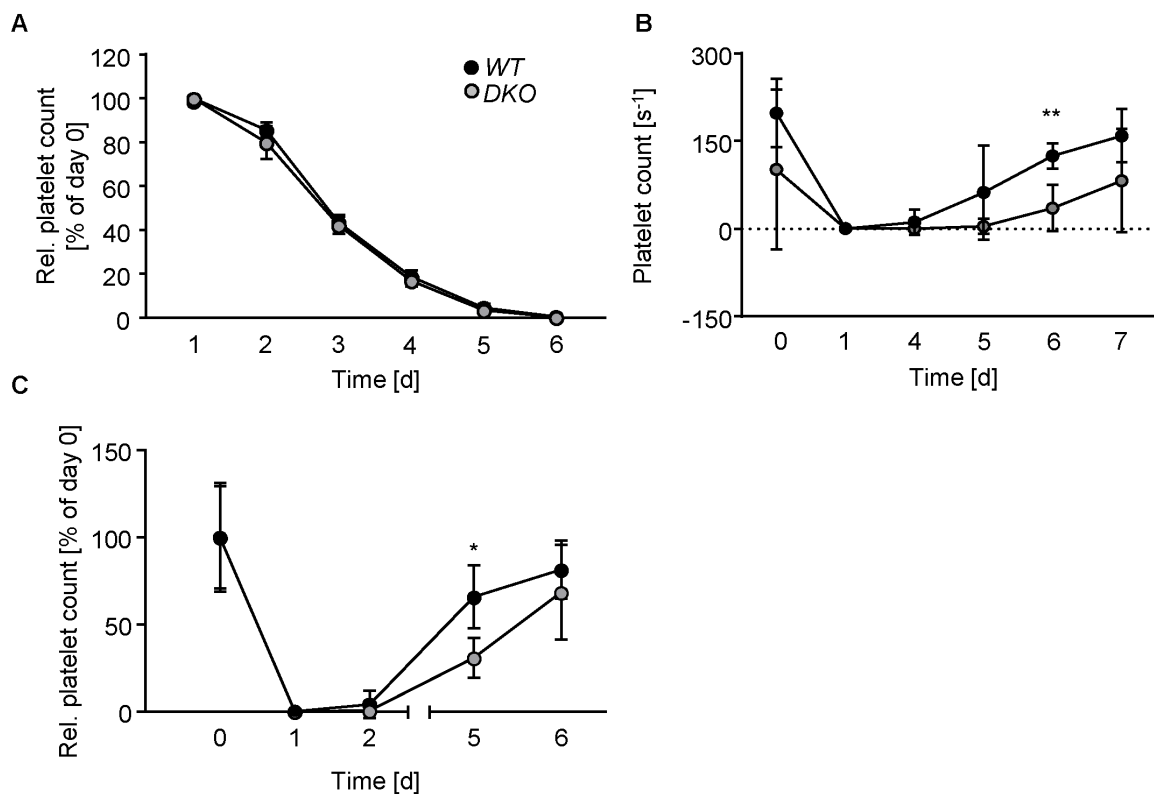 A
Rel. platelet count
[% of day 0]
120
100
80
60
40
20
0
WT
DKO
1 2 3 4 5 6
Time [d]
B
Platelet count [s-1]
300
150
0
-150
**
0 1 4 5 6 7
Time [d]
C
Rel. platelet count [% of day 0]
150
100
50
0
*
0 1 2 5 6
Time [d]